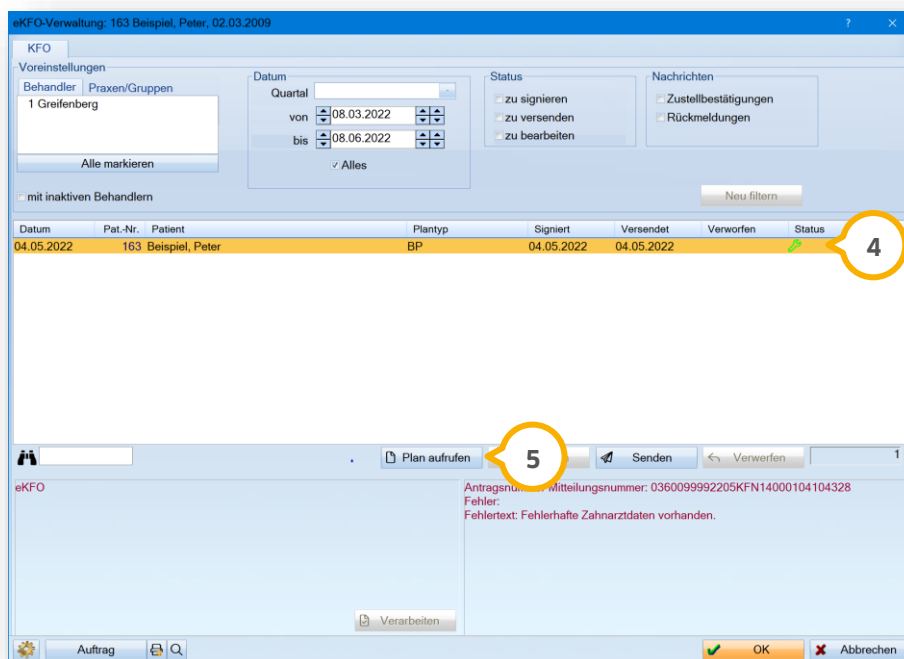 eKFO-Verwaltung: 163 Beispiel, Peter, 02.03.2009
KFO
Voreinstellungen
Behandler Praxen/Gruppen
1 Greifenberg
Alle markieren
mit inaktiven Behandlern
Datum
Quartal
von 08.03.2022
bis 08.06.2022
Alles
Status
zu signieren
zu versenden
zu bearbeiten
Nachrichten
Zustellbestätigungen
Rückmeldungen
Neu filtern
Datum Pat.-Nr. Patient Plantyp Signiert Versendet Verworfen Status
04.05.2022 163 Beispiel, Peter BP 04.05.2022 04.05.2022
4
Plan aufrufen Senden Verwerfen 1
5
eKFO
Verarbeiten
Mitteilungsnummer: 0360099992205KFN14000104104328
Fehler:
Fehlertext: Fehlerhafte Zahnarztdaten vorhanden.
Auftrag OK Abbrechen